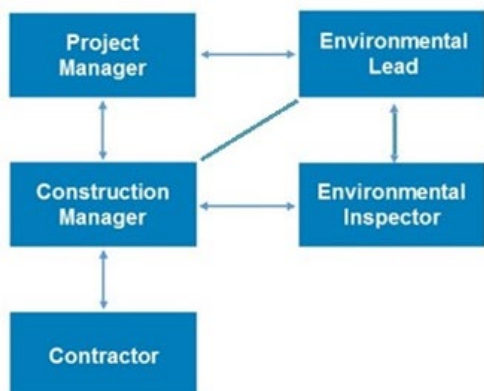 Project
Manager
Environmental
Lead
Construction
Manager
Environmental
Inspector
Contractor